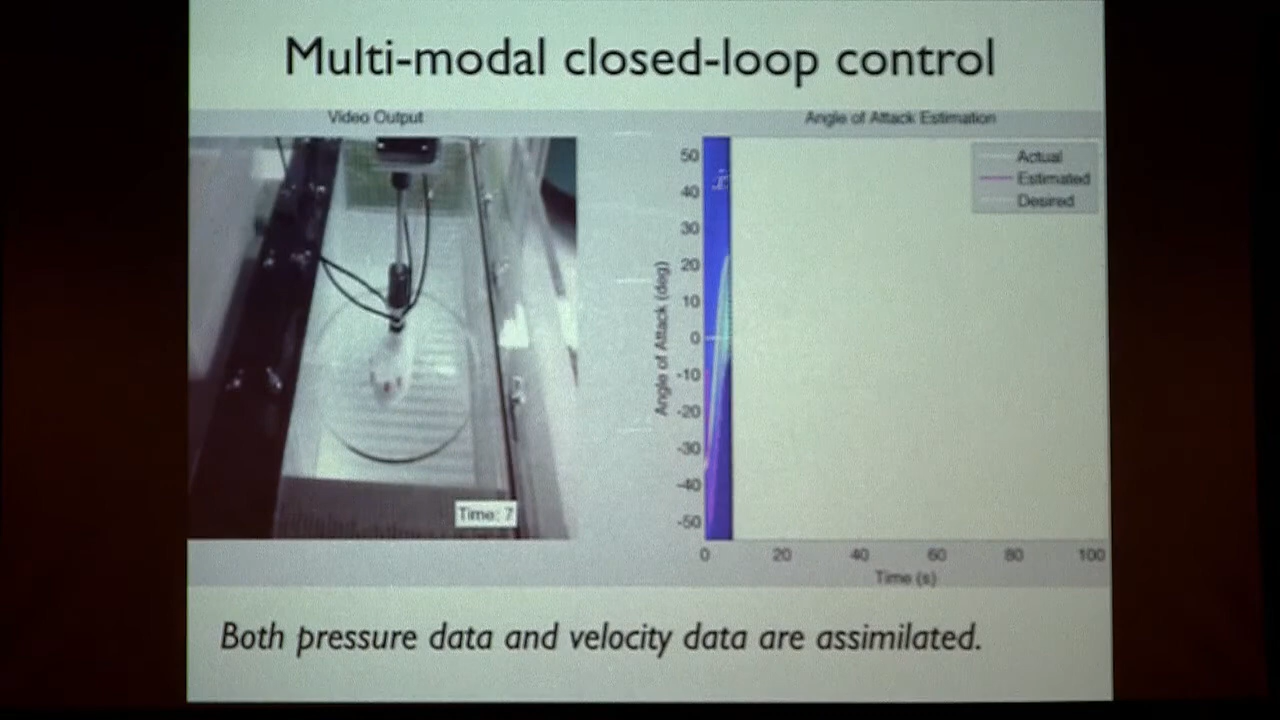 Multi-modal closed-loop control
Video Output
Angle of Attack Estimation
Actual
Estimated
Desired
50
40
30
20
10
0
-10
-20
-30
-40
-50
Angle of Attack (deg)
Time: 7
0 20 40 60 80 100
Time (s)
Both pressure data and velocity data are assimilated.